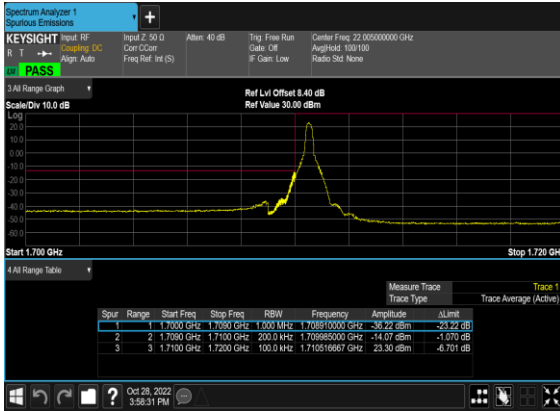 Spectrum Analyzer 1
Spurious Emissions
+
KEYSIGHT Input: RF Input Z: 50 Ω Atten: 40 dB Trig: Free Run Center Freq: 22.005000000 GHz
R T Coupling: DC Corr CCorr Gate: Off Avg|Hold: 100/100
Align: Auto Freq Ref: Int (S) IF Gain: Low Radio Std: None
PASS
3 All Range Graph
Ref Lvl Offset 8.40 dB
Scale/Div 10.0 dB Ref Value 30.00 dBm
Log
20.0
10.0
0.00
-10.0
-20.0
-30.0
-40.0
-50.0
-60.0
Start 1.700 GHz Stop 1.720 GH
4 All Range Table
Measure Trace Trace 1
Trace Type Trace Average (Active)
Spur Range Start Freq Stop Freq RBW Frequency Amplitude ΔLimit
1 1 1.7000 GHz 1.7090 GHz 1.000 MHz 1.708910000 GHz -36.22 dBm -23.22 dB
2 2 1.7090 GHz 1.7100 GHz 200.0 kHz 1.709985000 GHz -14.07 dBm -1.070 dB
3 3 1.7100 GHz 1.7200 GHz 100.0 kHz 1.710516667 GHz 23.30 dBm -6.701 dB
? Oct 28, 2022
3:58:31 PM